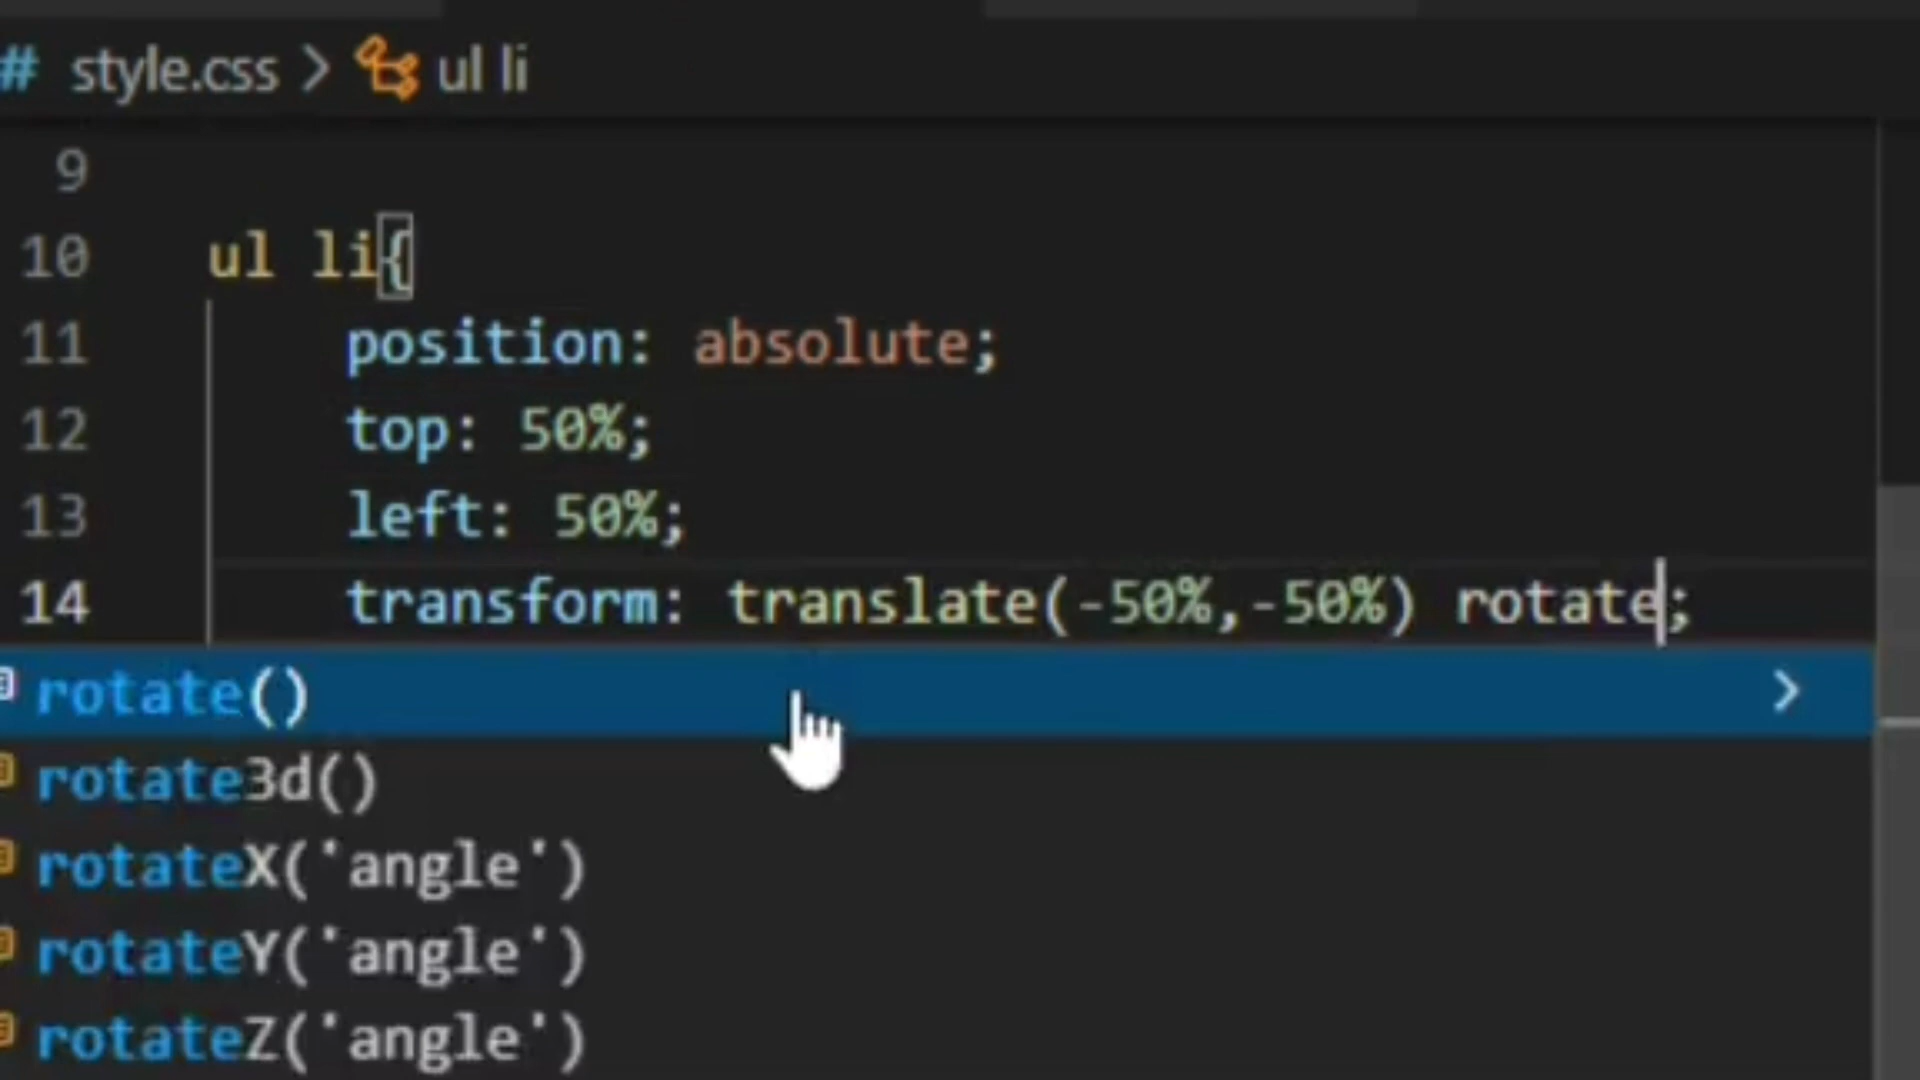 # style.css > ul li
9
10 ul li{
11 position: absolute;
12 top: 50%;
13 left: 50%;
14 transform: translate(-50%,-50%) rotate;
rotate()
rotate3d()
rotateX('angle')
rotateY('angle')
rotateZ('angle')